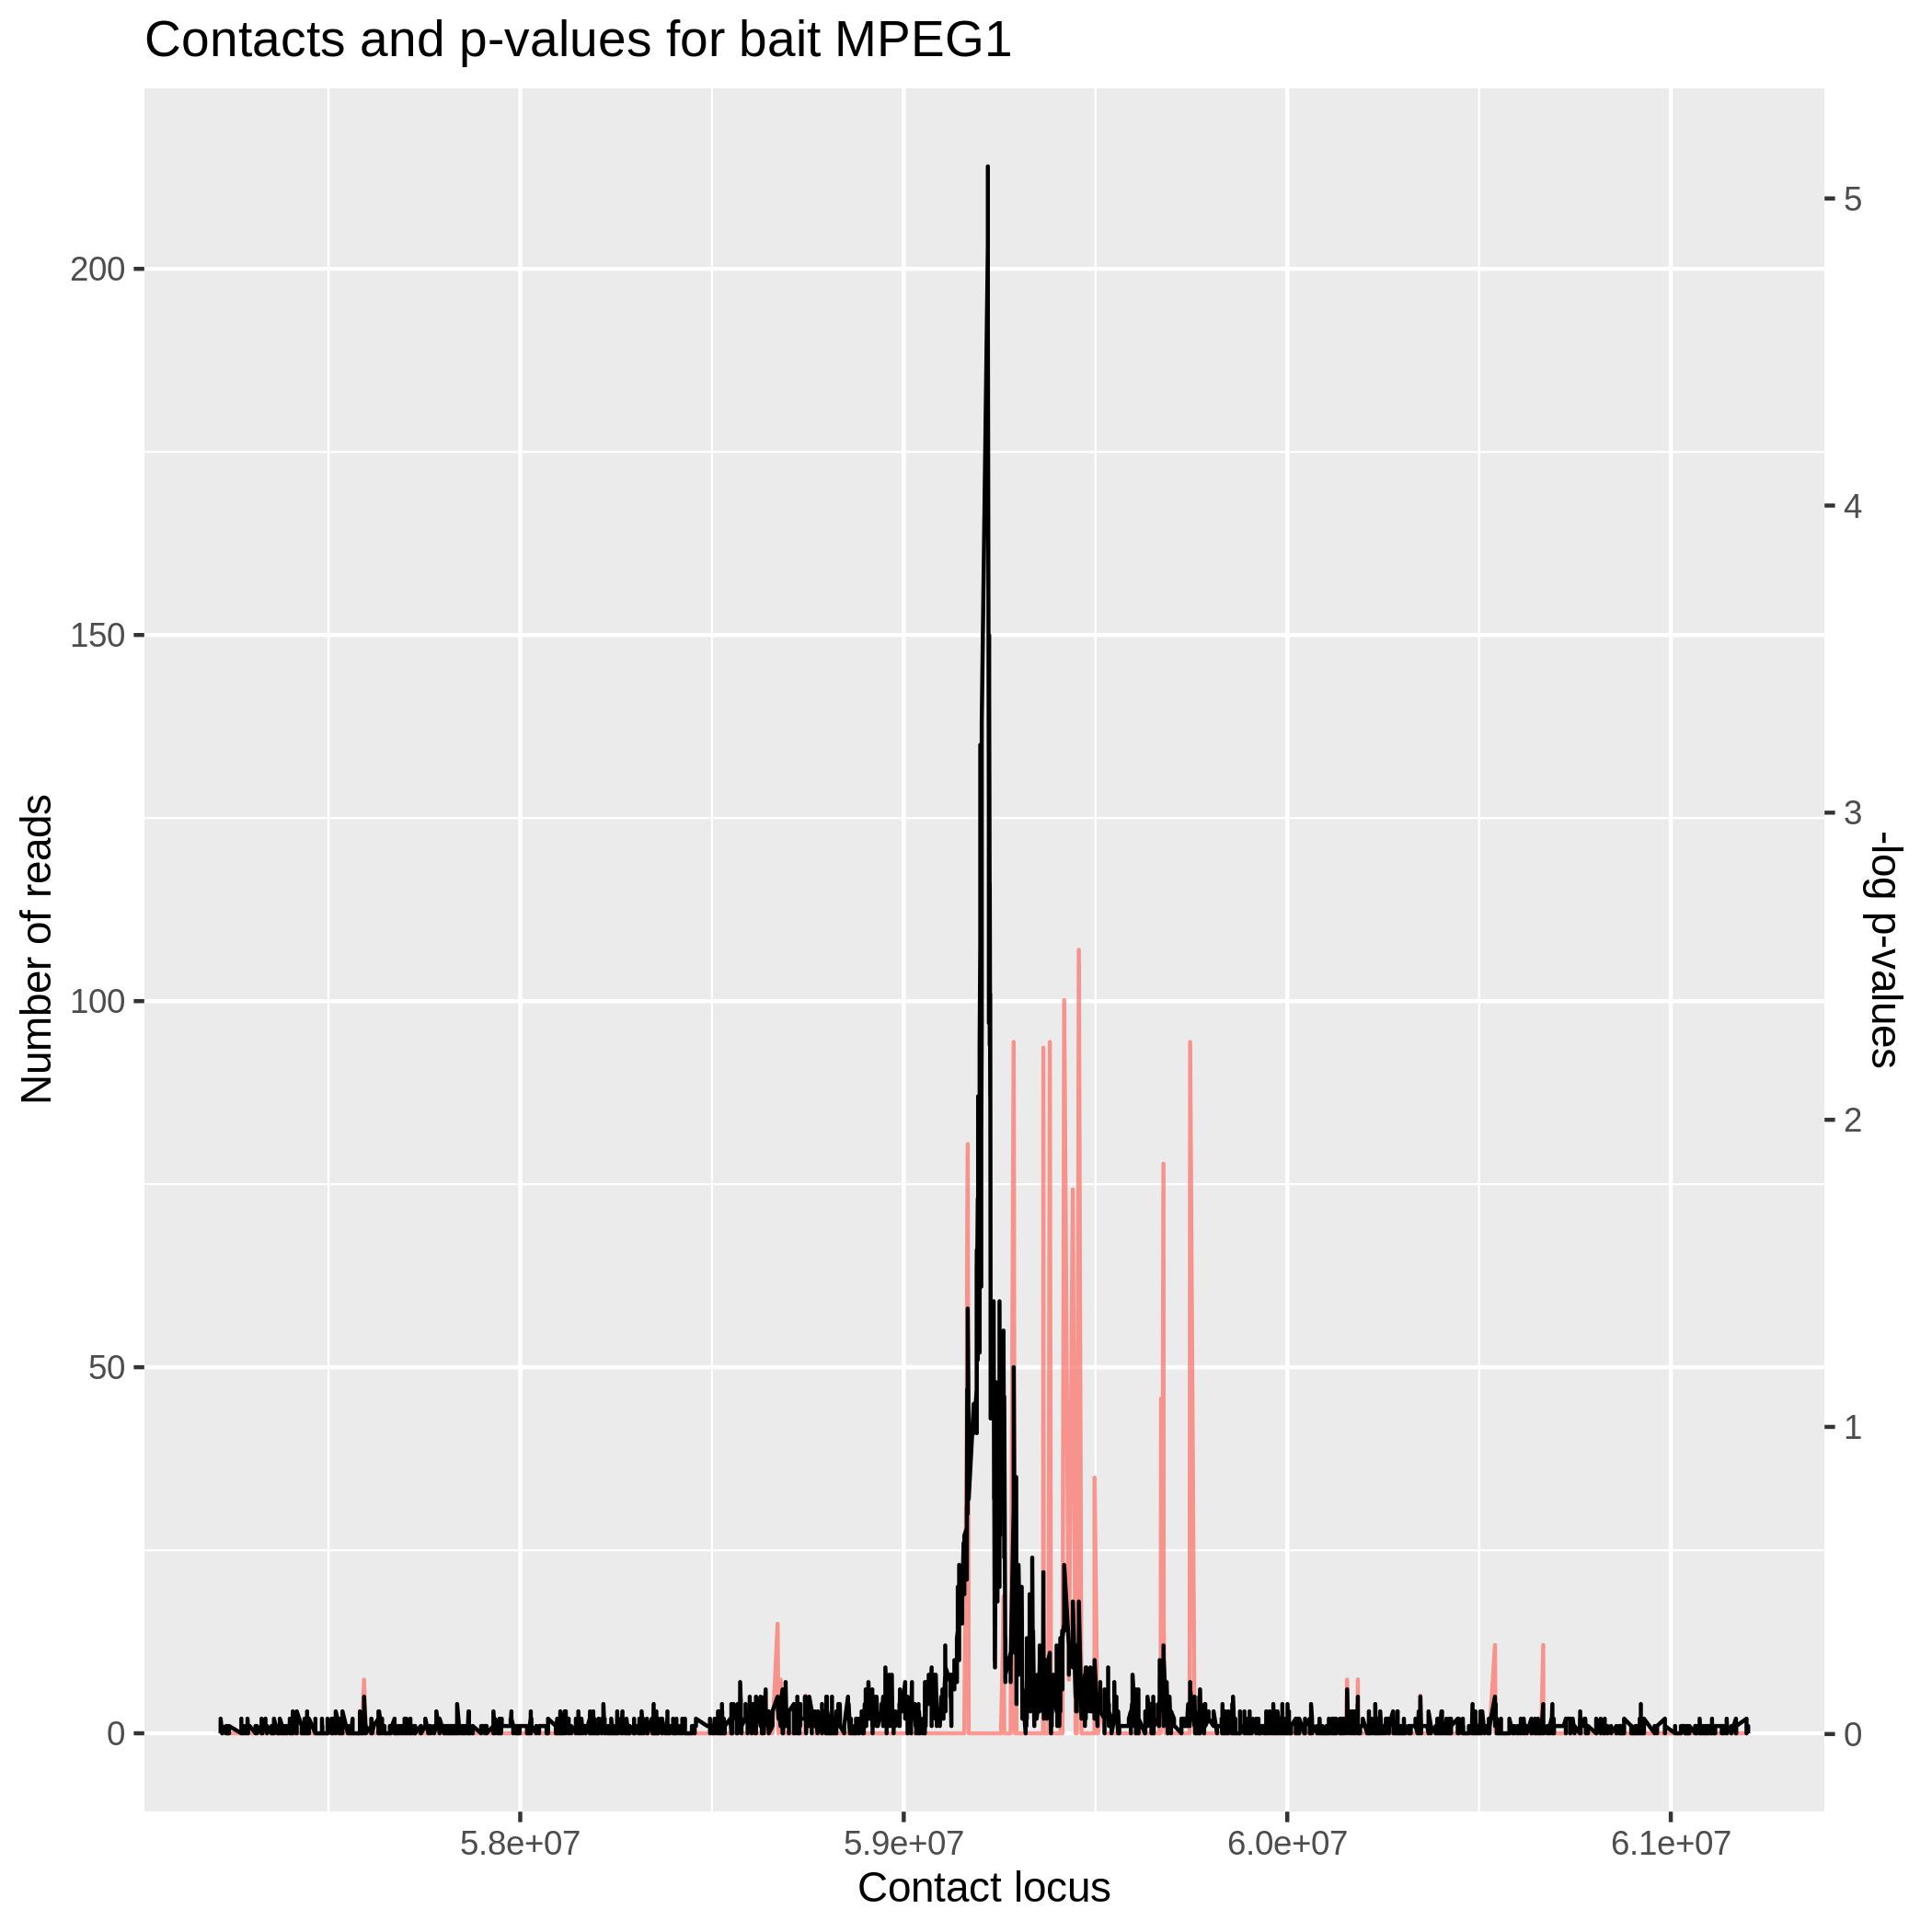 Contacts and p-values for bait MPEG1
Number of reads
200
150
100
50
0
5
4
3
2
1
0
-log p-values
5.8e+07
5.9e+07
6.0e+07
6.1e+07
Contact locus